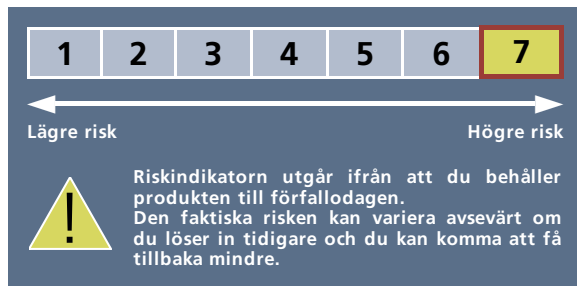 1 2 3 4 5 6 7
Lägre risk Högre risk
Riskindikatorn utgår ifrån att du behåller
produkten till förfallodagen.
Den faktiska risken kan variera avsevärt om
du löser in tidigare och du kan komma att få
tillbaka mindre.
!